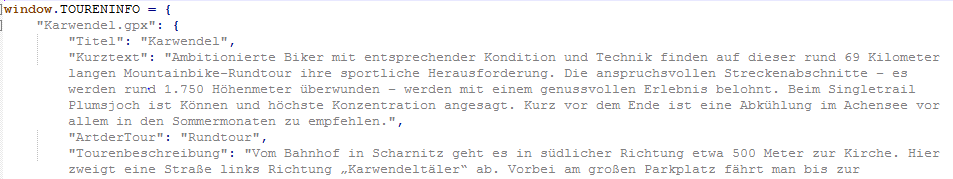 window.TOURENINFO = {
"Karwendel.gpx": {
"Titel": "Karwendel",
"Kurztext": "Ambitionierte Biker mit entsprechender Kondition und Technik finden auf dieser rund 69 Kilometer
langen Mountainbike-Rundtour ihre sportliche Herausforderung. Die anspruchsvollen Streckenabschnitte – es
werden rund 1.750 Höhenmeter überwunden – werden mit einem genussvollen Erlebnis belohnt. Beim Singletrail
Plumsjoch ist Können und höchste Konzentration angesagt. Kurz vor dem Ende ist eine Abkühlung im Achensee vor
allem in den Sommermonaten zu empfehlen.",
"ArtderTour": "Rundtour",
"Tourenbeschreibung": "Vom Bahnhof in Scharnitz geht es in südlicher Richtung etwa 500 Meter zur Kirche. Hier
zweigt eine Straße links Richtung „Karwendeltäler“ ab. Vorbei am großen Parkplatz fährt man bis zur